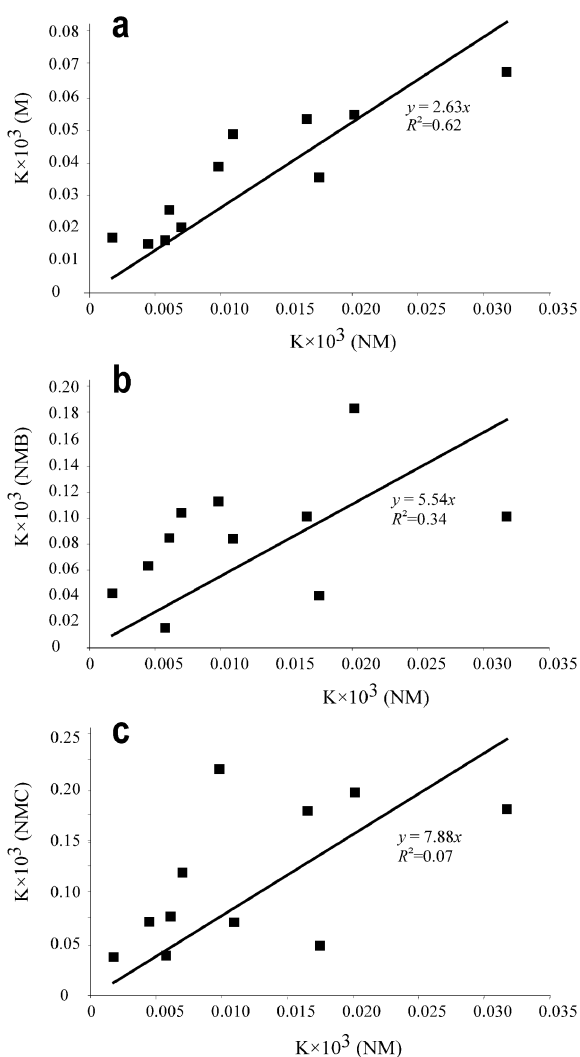 a
0.08
0.07
0.06
0.05
0.04
0.03
0.02
0.01
0
K×10³ (M)
y = 2.63x
R²=0.62
0 0.005 0.010 0.015 0.020 0.025 0.030 0.035
K×10³ (NM)
b
0.20
0.18
0.16
0.14
0.12
0.10
0.08
0.06
0.04
0.02
0
K×10³ (NMB)
y = 5.54x
R²=0.34
0 0.005 0.010 0.015 0.020 0.025 0.030 0.035
K×10³ (NM)
c
0.25
0.20
0.15
0.10
0.05
0
K×10³ (NMC)
y = 7.88x
R²=0.07
0 0.005 0.010 0.015 0.020 0.025 0.030 0.035
K×10³ (NM)